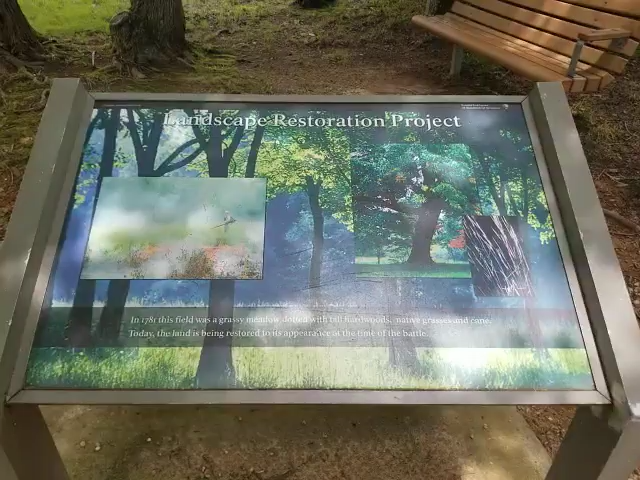 Landscape Restoration Project
In 1781 this field was a grassy meadow dotted with tall hardwoods, native grasses and cane.
Today, the land is being restored to its appearance at the time of the battle.